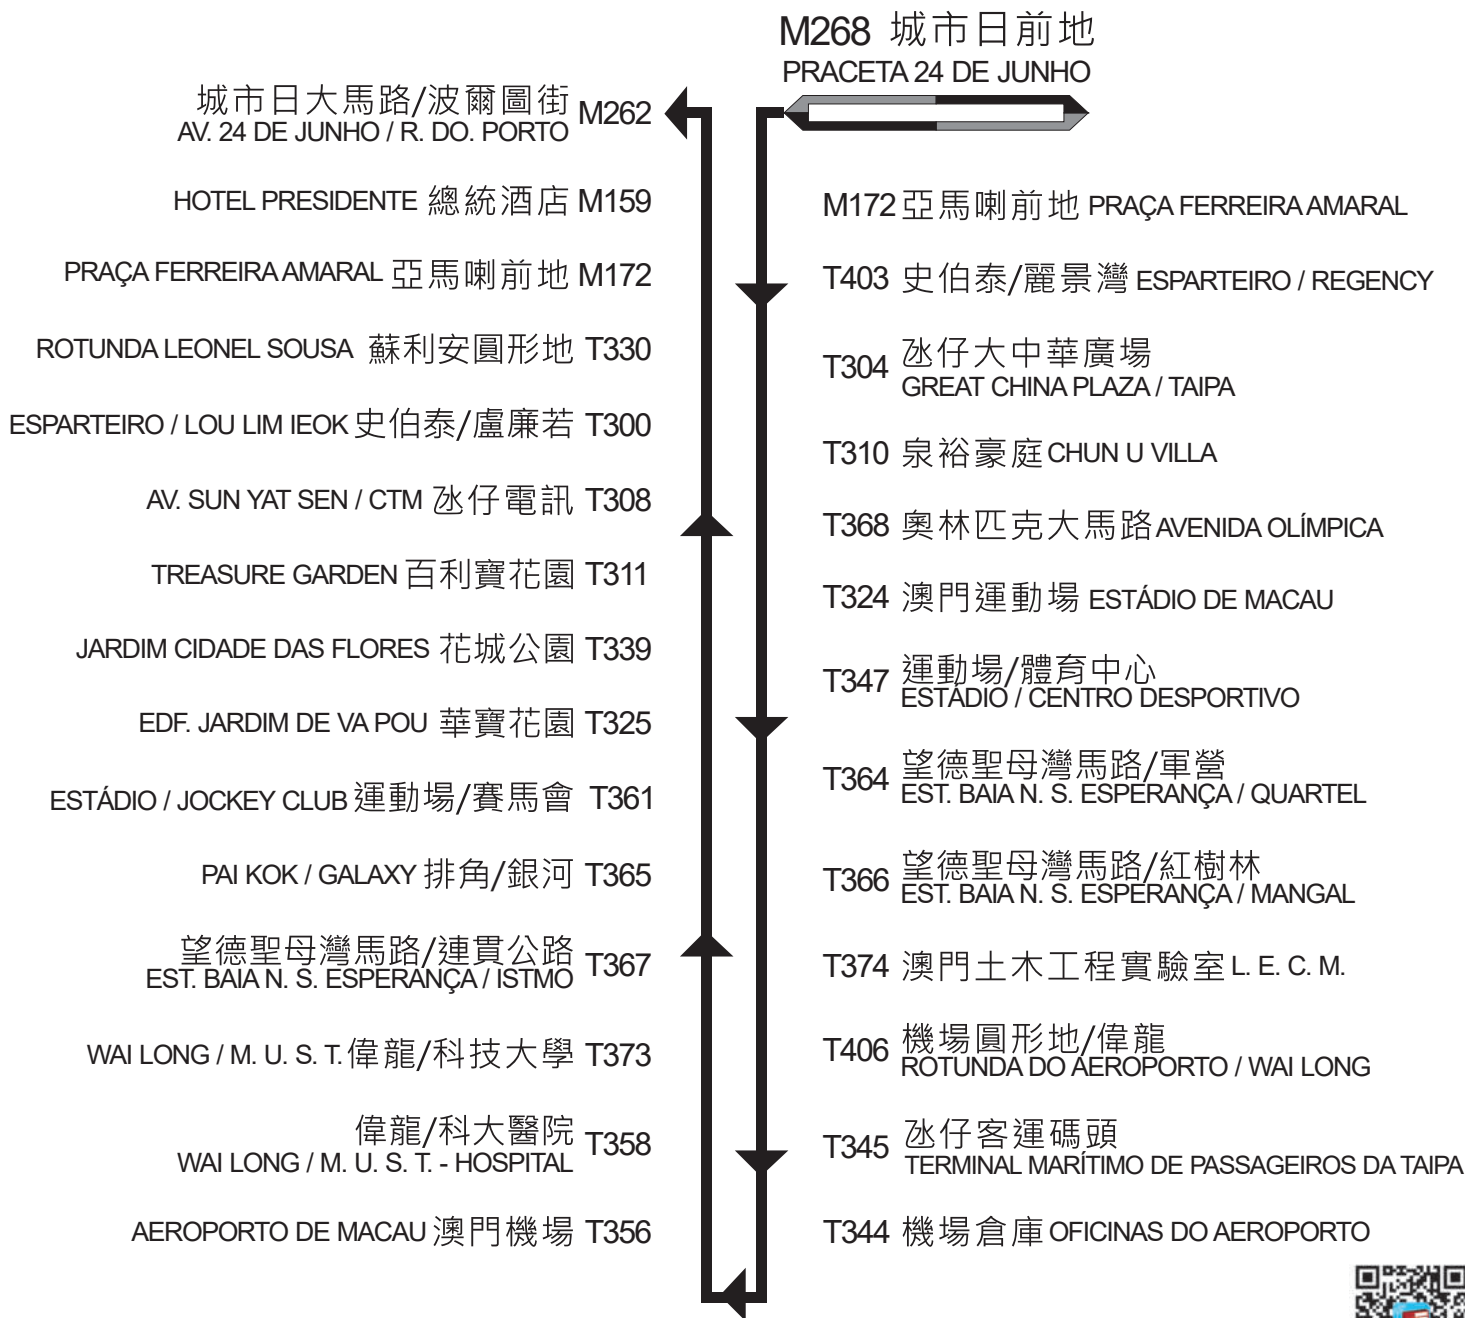 M268 城市日前地
PRACETA 24 DE JUNHO
城市日大馬路/波爾圖街 M262
AV. 24 DE JUNHO / R. DO. PORTO
HOTEL PRESIDENTE 總統酒店 M159
PRAÇA FERREIRA AMARAL 亞馬喇前地 M172
ROTUNDA LEONEL SOUSA 蘇利安圓形地 T330
ESPARTEIRO / LOU LIM IEOK 史伯泰/盧廉若 T300
AV. SUN YAT SEN / CTM 氹仔電訊 T308
TREASURE GARDEN 百利寶花園 T311
JARDIM CIDADE DAS FLORES 花城公園 T339
EDF. JARDIM DE VA POU 華寶花園 T325
ESTÁDIO / JOCKEY CLUB 運動場/賽馬會 T361
PAI KOK / GALAXY 排角/銀河 T365
望德聖母灣馬路/連貫公路 T367
EST. BAIA N. S. ESPERANÇA / ISTMO
WAI LONG / M. U. S. T. 偉龍/科技大學 T373
偉龍/科大醫院 T358
WAI LONG / M. U. S. T. - HOSPITAL
AEROPORTO DE MACAU 澳門機場 T356
M172 亞馬喇前地 PRAÇA FERREIRA AMARAL
T403 史伯泰/麗景灣 ESPARTEIRO / REGENCY
T304 氹仔大中華廣場
GREAT CHINA PLAZA / TAIPA
T310 泉裕豪庭 CHUN U VILLA
T368 奧林匹克大馬路 AVENIDA OLÍMPICA
T324 澳門運動場 ESTÁDIO DE MACAU
T347 運動場/體育中心
ESTÁDIO / CENTRO DESPORTIVO
T364 望德聖母灣馬路/軍營
EST. BAIA N. S. ESPERANÇA / QUARTEL
T366 望德聖母灣馬路/紅樹林
EST. BAIA N. S. ESPERANÇA / MANGAL
T374 澳門土木工程實驗室 L. E. C. M.
T406 機場圓形地/偉龍
ROTUNDA DO AEROPORTO / WAI LONG
T345 氹仔客運碼頭
TERMINAL MARÍTIMO DE PASSAGEIROS DA TAIPA
T344 機場倉庫 OFICINAS DO AEROPORTO